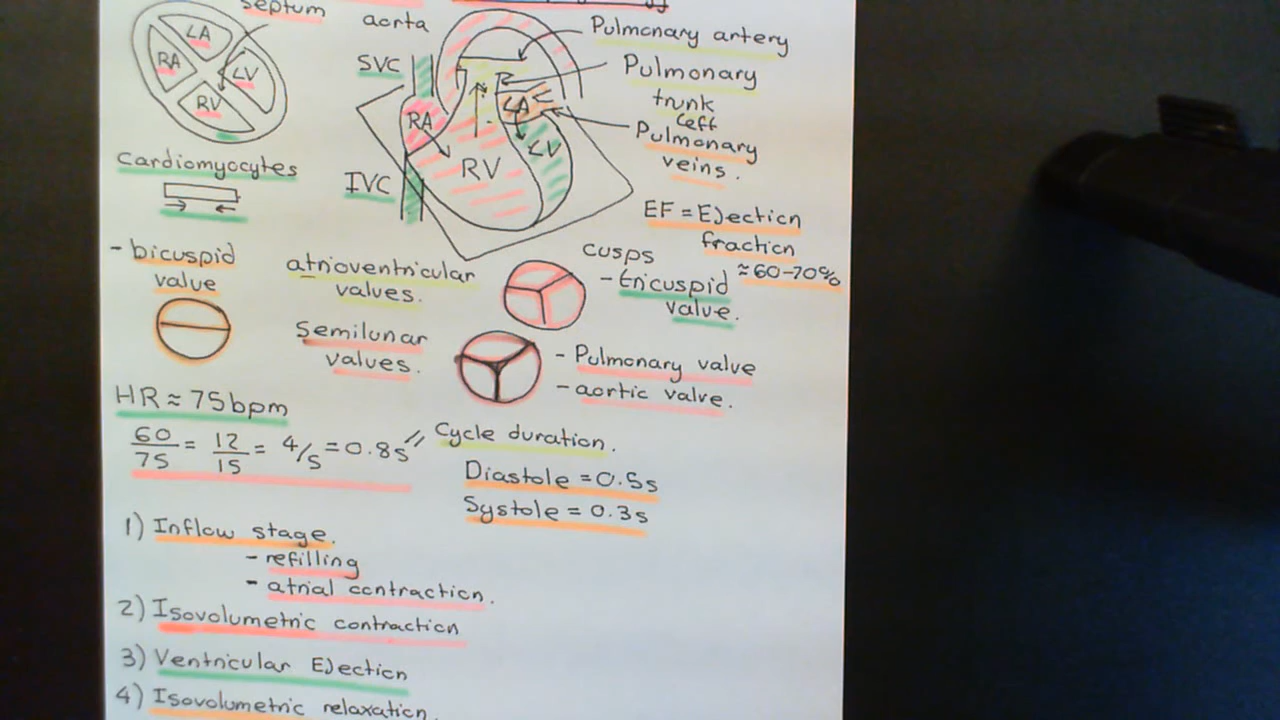 septum
LA
RA
LV
RV
Cardiomyocytes
aorta
SVC
RA
IVC
RV
LA
LV
Pulmonary artery
Pulmonary
trunk
Left
Pulmonary
veins.
EF = Ejection
fraction
≈60-70%
- bicuspid
valve
atrioventricular
valves.
cusps
- tricuspid
valve.
Semilunar
valves.
- Pulmonary valve
- aortic valve.
HR ≈ 75bpm
60/75 = 12/15 = 4/5 = 0.8s // Cycle duration.
Diastole = 0.5s
Systole = 0.3s
1) Inflow stage.
- refilling
- atrial contraction.
2) Isovolumetric contraction
3) Ventricular Ejection
4) Isovolumetric relaxation.